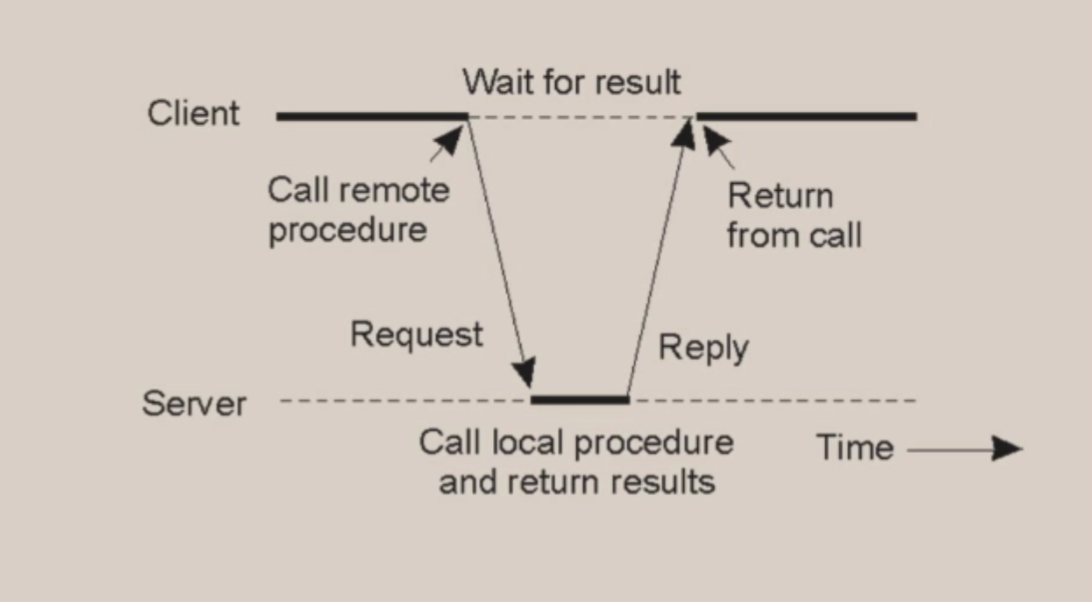 Wait for result
Client
Call remote
procedure
Return
from call
Request
Reply
Server
Call local procedure
and return results
Time